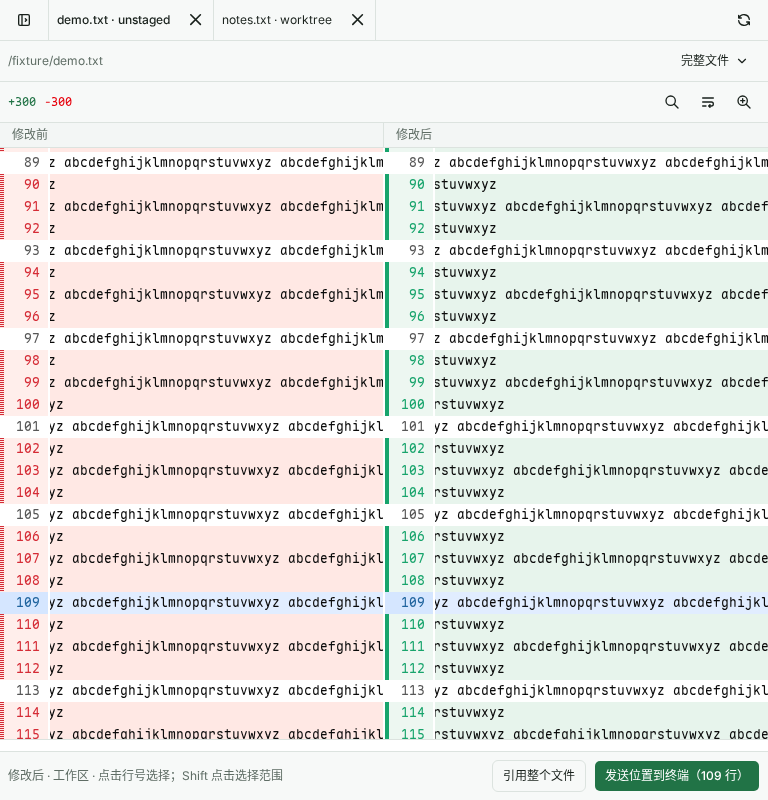 demo.txt · unstaged
notes.txt · worktree
/fixture/demo.txt
完整文件
+300 -300
修改前
修改后
89 z abcdefghijklmnopqrstuvwxyz abcdefghijklm 89 z abcdefghijklmnopqrstuvwxyz abcdefghijklm
90 z 90 stuvwxyz
91 z abcdefghijklmnopqrstuvwxyz abcdefghijklm 91 stuvwxyz abcdefghijklmnopqrstuvwxyz abcdef
92 z 92 stuvwxyz
93 z abcdefghijklmnopqrstuvwxyz abcdefghijklm 93 z abcdefghijklmnopqrstuvwxyz abcdefghijklm
94 z 94 stuvwxyz
95 z abcdefghijklmnopqrstuvwxyz abcdefghijklm 95 stuvwxyz abcdefghijklmnopqrstuvwxyz abcdef
96 z 96 stuvwxyz
97 z abcdefghijklmnopqrstuvwxyz abcdefghijklm 97 z abcdefghijklmnopqrstuvwxyz abcdefghijklm
98 z 98 stuvwxyz
99 z abcdefghijklmnopqrstuvwxyz abcdefghijklm 99 stuvwxyz abcdefghijklmnopqrstuvwxyz abcdef
100 yz 100 rstuvwxyz
101 yz abcdefghijklmnopqrstuvwxyz abcdefghijkl 101 yz abcdefghijklmnopqrstuvwxyz abcdefghijkl
102 yz 102 rstuvwxyz
103 yz abcdefghijklmnopqrstuvwxyz abcdefghijkl 103 rstuvwxyz abcdefghijklmnopqrstuvwxyz abcde
104 yz 104 rstuvwxyz
105 yz abcdefghijklmnopqrstuvwxyz abcdefghijkl 105 yz abcdefghijklmnopqrstuvwxyz abcdefghijkl
106 yz 106 rstuvwxyz
107 yz abcdefghijklmnopqrstuvwxyz abcdefghijkl 107 rstuvwxyz abcdefghijklmnopqrstuvwxyz abcde
108 yz 108 rstuvwxyz
109 yz abcdefghijklmnopqrstuvwxyz abcdefghijkl 109 yz abcdefghijklmnopqrstuvwxyz abcdefghijkl
110 yz 110 rstuvwxyz
111 yz abcdefghijklmnopqrstuvwxyz abcdefghijkl 111 rstuvwxyz abcdefghijklmnopqrstuvwxyz abcde
112 yz 112 rstuvwxyz
113 yz abcdefghijklmnopqrstuvwxyz abcdefghijkl 113 yz abcdefghijklmnopqrstuvwxyz abcdefghijkl
114 yz 114 rstuvwxyz
115 yz abcdefghijklmnopqrstuvwxyz abcdefghijkl 115 rstuvwxyz abcdefghijklmnopqrstuvwxyz abcde
修改后 · 工作区 · 点击行号选择；Shift 点击选择范围
引用整个文件
发送位置到终端（109 行）